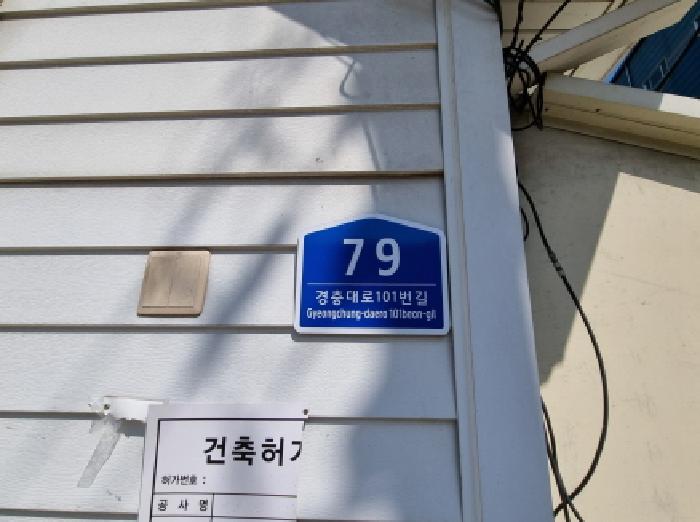 79
경충대로101번길
Gyeongchung-daero 101beon-gil
건축허가
허가번호 :
공 사 명